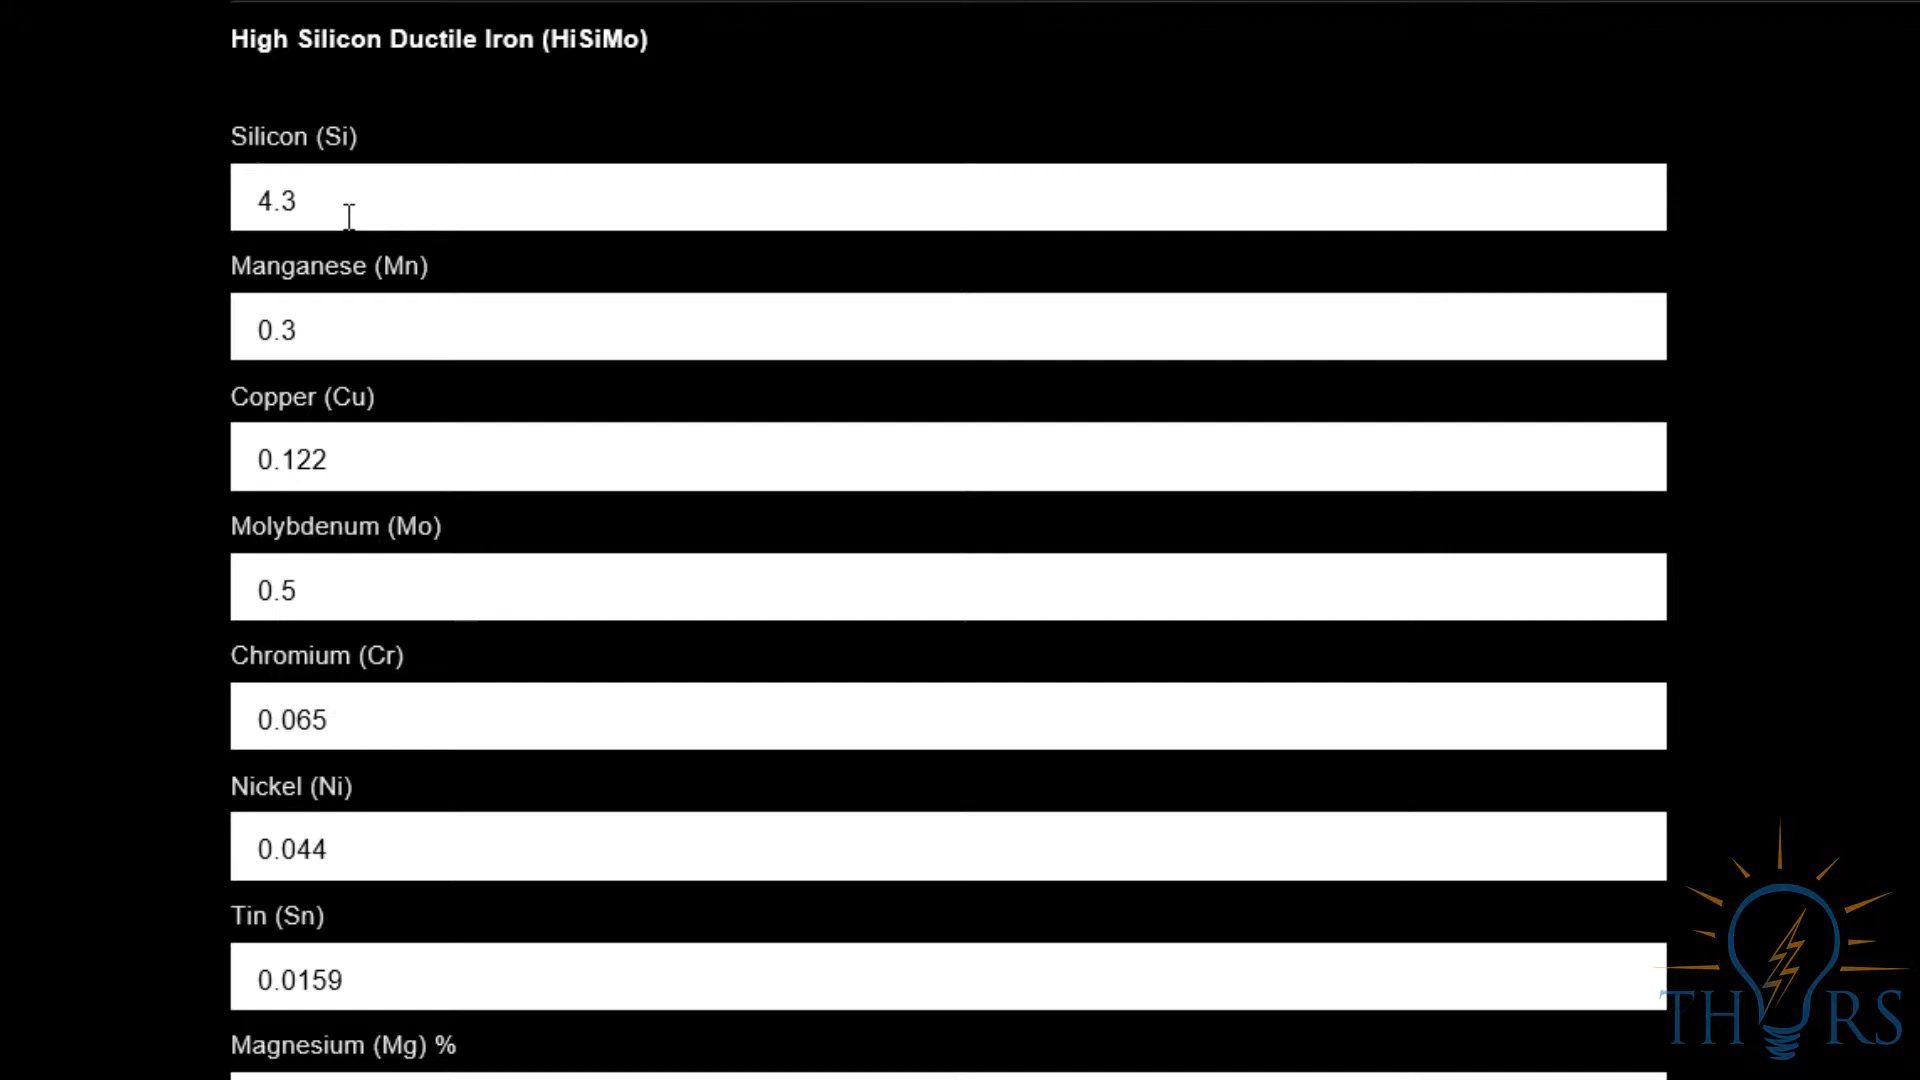 High Silicon Ductile Iron (HiSiMo)
Silicon (Si)
4.3
Manganese (Mn)
0.3
Copper (Cu)
0.122
Molybdenum (Mo)
0.5
Chromium (Cr)
0.065
Nickel (Ni)
0.044
Tin (Sn)
0.0159
Magnesium (Mg) %
THORS